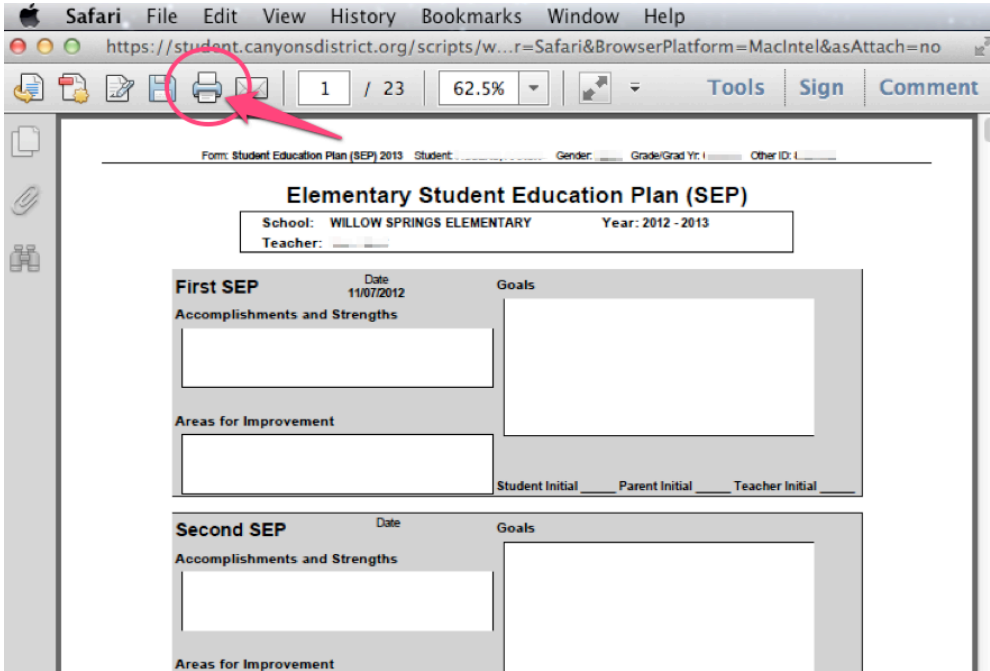 Safari File Edit View History Bookmarks Window Help
https://student.canyonsdistrict.org/scripts/w...r=Safari&BrowserPlatform=MacIntel&asAttach=no
1 / 23 62.5% Tools Sign Comment
Form: Student Education Plan (SEP) 2013 Student: Gender: Grade/Grad Yr: Other ID:
Elementary Student Education Plan (SEP)
School: WILLOW SPRINGS ELEMENTARY Year: 2012 - 2013
Teacher:
First SEP Date Goals
11/07/2012
Accomplishments and Strengths
Areas for Improvement
Student Initial _____ Parent Initial _____ Teacher Initial _____
Second SEP Date Goals
Accomplishments and Strengths
Areas for Improvement